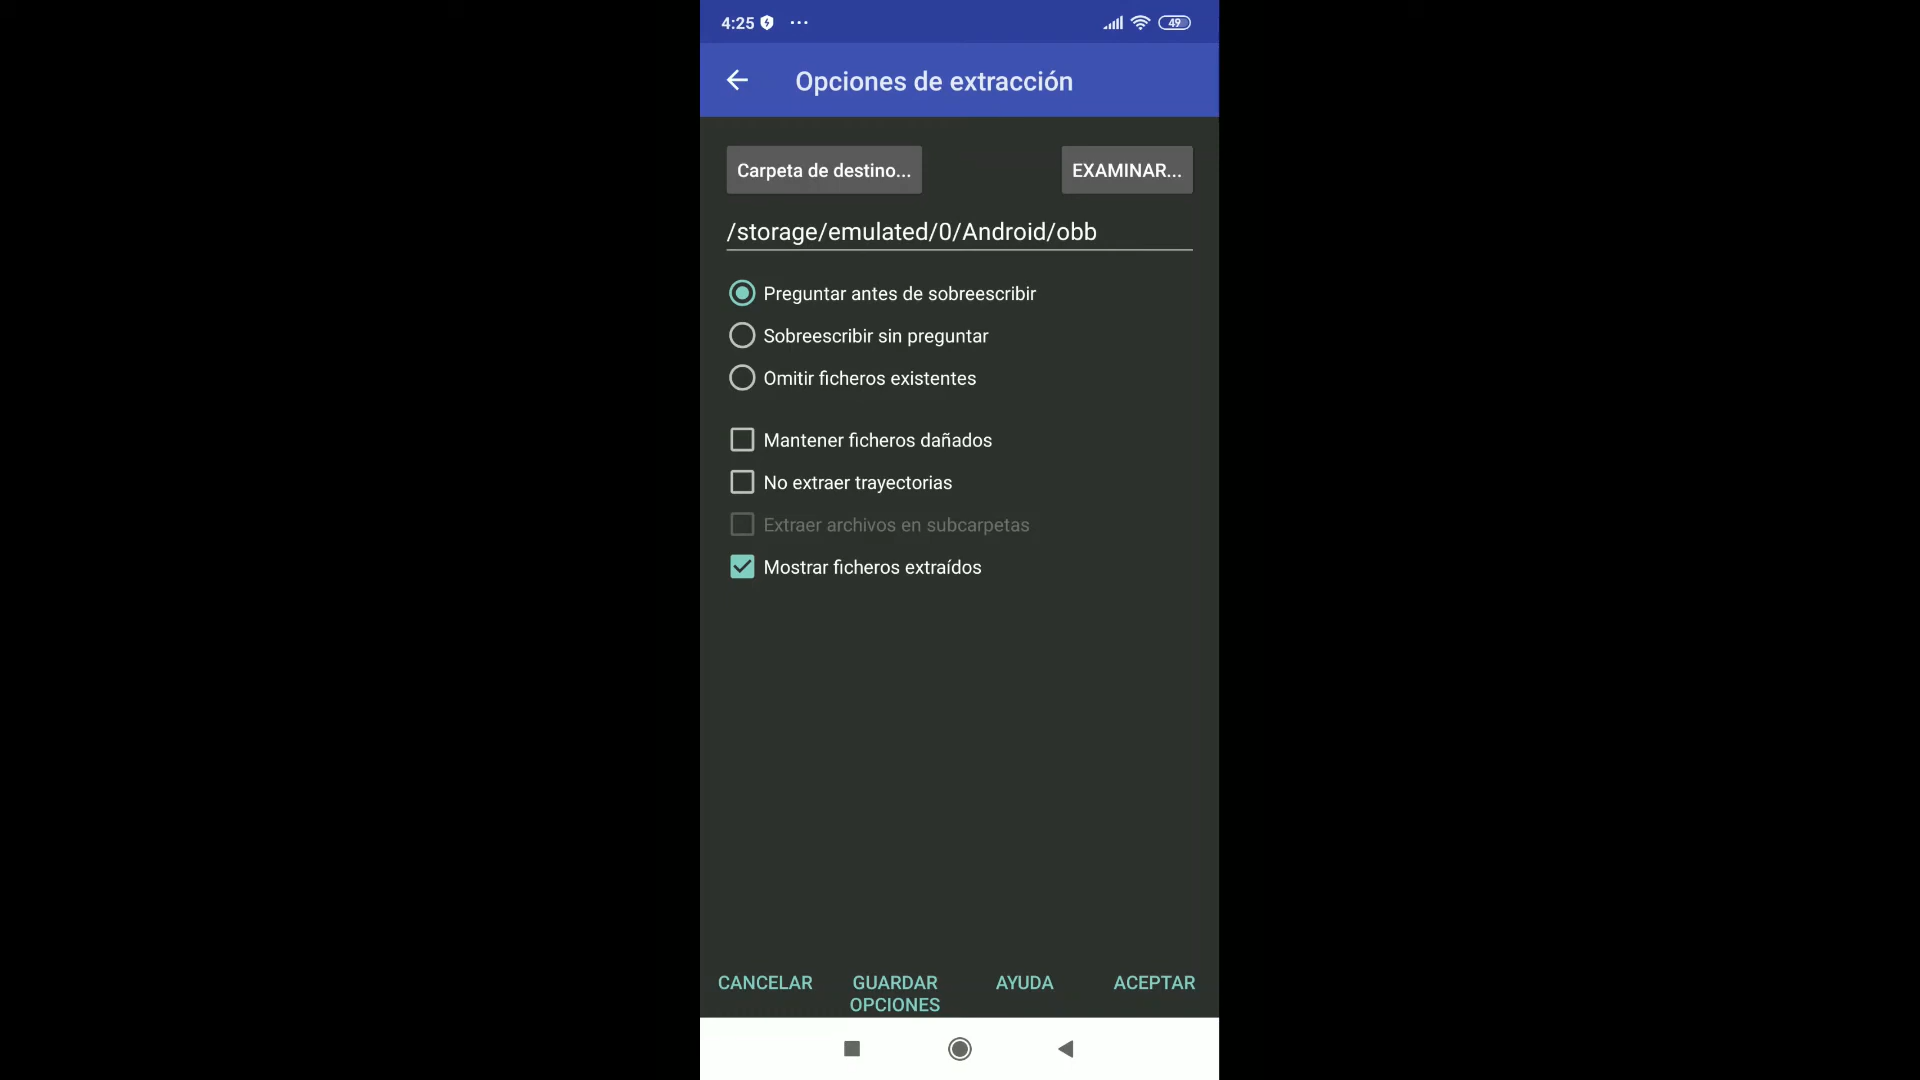 4:25 ... 49
Opciones de extracción
Carpeta de destino... EXAMINAR...
/storage/emulated/0/Android/obb
Preguntar antes de sobreescribir
Sobreescribir sin preguntar
Omitir ficheros existentes
Mantener ficheros dañados
No extraer trayectorias
Extraer archivos en subcarpetas
Mostrar ficheros extraídos
CANCELAR GUARDAR AYUDA ACEPTAR
OPCIONES